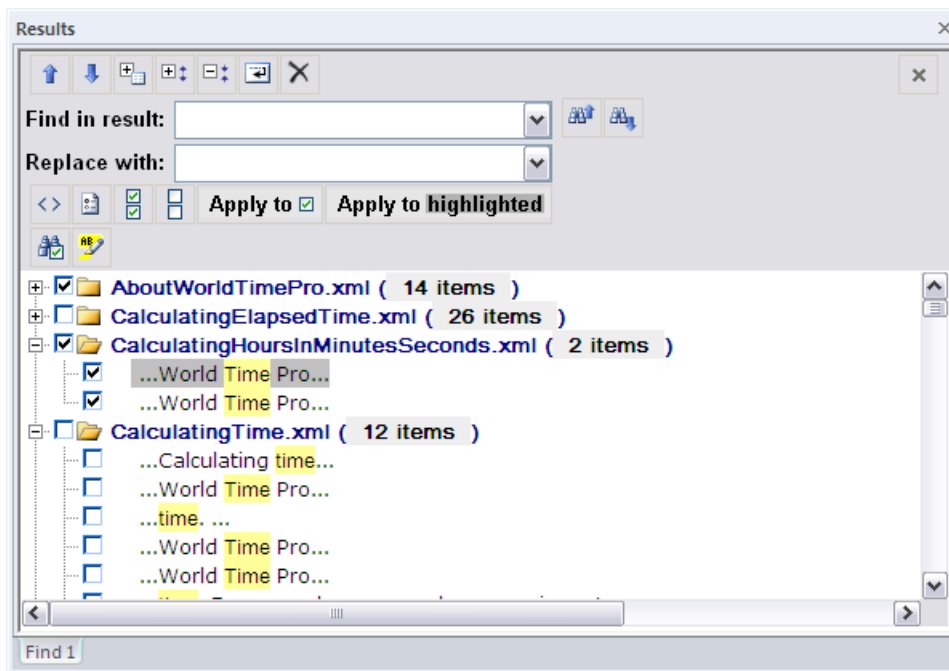 Results
Find in result:
Replace with:
Apply to Apply to highlighted
AB
AboutWorldTimePro.xml ( 14 items )
CalculatingElapsedTime.xml ( 26 items )
CalculatingHoursInMinutesSeconds.xml ( 2 items )
...World Time Pro...
...World Time Pro...
CalculatingTime.xml ( 12 items )
...Calculating time...
...World Time Pro...
...time. ...
...World Time Pro...
...World Time Pro...
Find 1